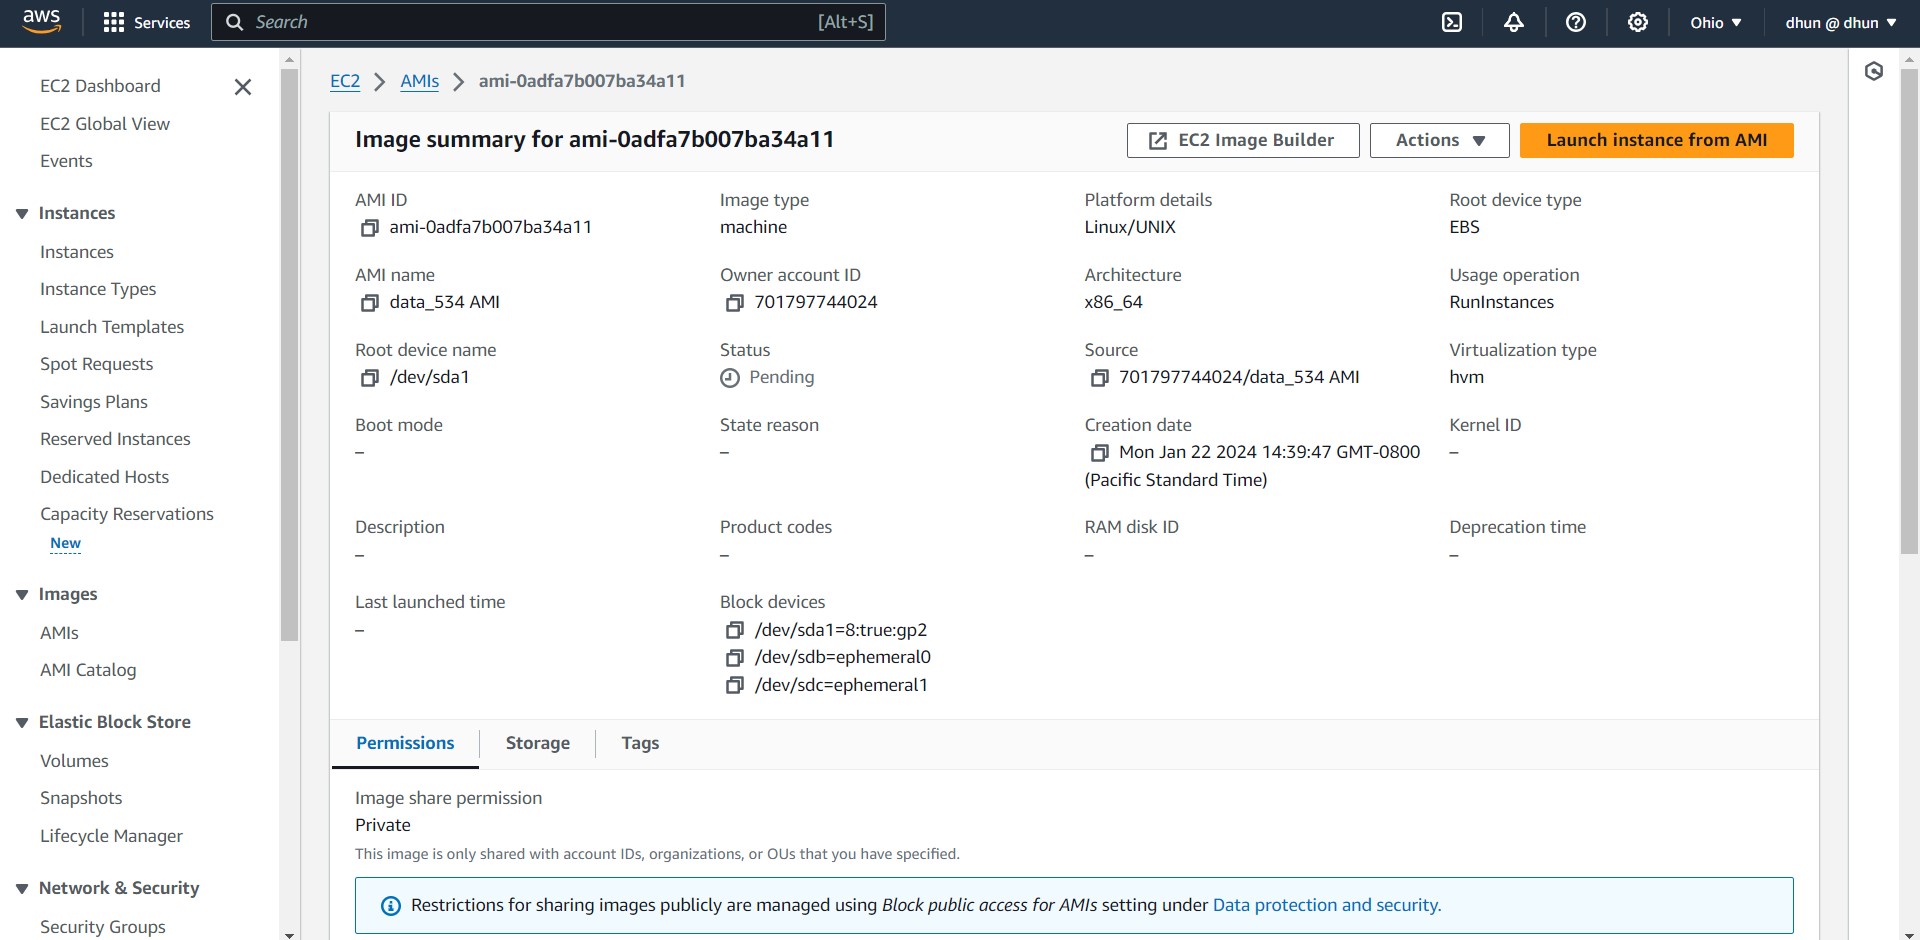 aws
Services
Search
[Alt+S]
Ohio
dhun @ dhun
EC2 Dashboard
EC2 Global View
Events
Instances
Instances
Instance Types
Launch Templates
Spot Requests
Savings Plans
Reserved Instances
Dedicated Hosts
Capacity Reservations
New
Images
AMIs
AMI Catalog
Elastic Block Store
Volumes
Snapshots
Lifecycle Manager
Network & Security
Security Groups
EC2
AMIs
ami-0adfa7b007ba34a11
Image summary for ami-0adfa7b007ba34a11
EC2 Image Builder
Actions
Launch instance from AMI
AMI ID
ami-0adfa7b007ba34a11
Image type
machine
Platform details
Linux/UNIX
Root device type
EBS
AMI name
data_534 AMI
Owner account ID
701797744024
Architecture
x86_64
Usage operation
RunInstances
Root device name
/dev/sda1
Status
Pending
Source
701797744024/data_534 AMI
Virtualization type
hvm
Boot mode
–
State reason
–
Creation date
Mon Jan 22 2024 14:39:47 GMT-0800
(Pacific Standard Time)
Kernel ID
–
Description
–
Product codes
–
RAM disk ID
–
Deprecation time
–
Last launched time
–
Block devices
/dev/sda1=8:true:gp2
/dev/sdb=ephemeral0
/dev/sdc=ephemeral1
Permissions
Storage
Tags
Image share permission
Private
This image is only shared with account IDs, organizations, or OUs that you have specified.
Restrictions for sharing images publicly are managed using Block public access for AMIs setting under Data protection and security.